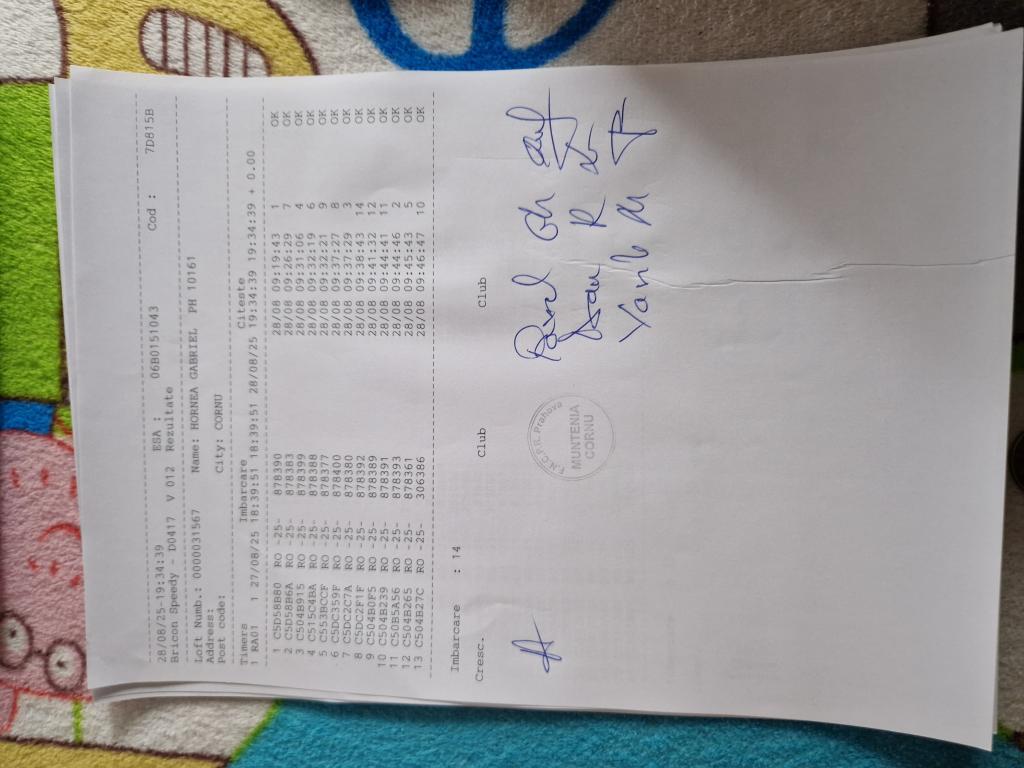 28/08/25-19:34:39 ESA : 06B0151043 Cod : 7D815B
Bricon Speedy - D0417 V 012 Rezultate
Loft Numb.: 0000031567 Name: HORNEA GABRIEL PH 10161
Address:
Post code: City: CORNU
Timers Imbarcare Citeste
1 RA01 1 27/08/25 18:39:51 18:39:51 28/08/25 19:34:39 19:34:39 + 0.00
1 C5D58B80 RO -25- 878390 28/08 09:19:43 1 OK
2 C5D58B6A RO -25- 878383 28/08 09:26:29 7 OK
3 C504B915 RO -25- 878399 28/08 09:31:06 4 OK
4 C515C4BA RO -25- 878388 28/08 09:32:19 6 OK
5 C553BCCF RO -25- 878377 28/08 09:32:21 9 OK
6 C5DC359F RO -25- 878400 28/08 09:37:27 8 OK
7 C5DC2C7A RO -25- 878380 28/08 09:37:29 3 OK
8 C5DC2F1F RO -25- 878392 28/08 09:38:43 14 OK
9 C504B0F5 RO -25- 878389 28/08 09:41:32 12 OK
10 C504B239 RO -25- 878391 28/08 09:44:41 11 OK
11 C50B5A56 RO -25- 878393 28/08 09:44:46 2 OK
12 C504B265 RO -25- 878361 28/08 09:45:43 5 OK
13 C504B27C RO -25- 306386 28/08 09:46:47 10 OK
Imbarcare : 14
Cresc. Club Club
F.N.C.P.R. Prahova
MUNTENIA
CORNU